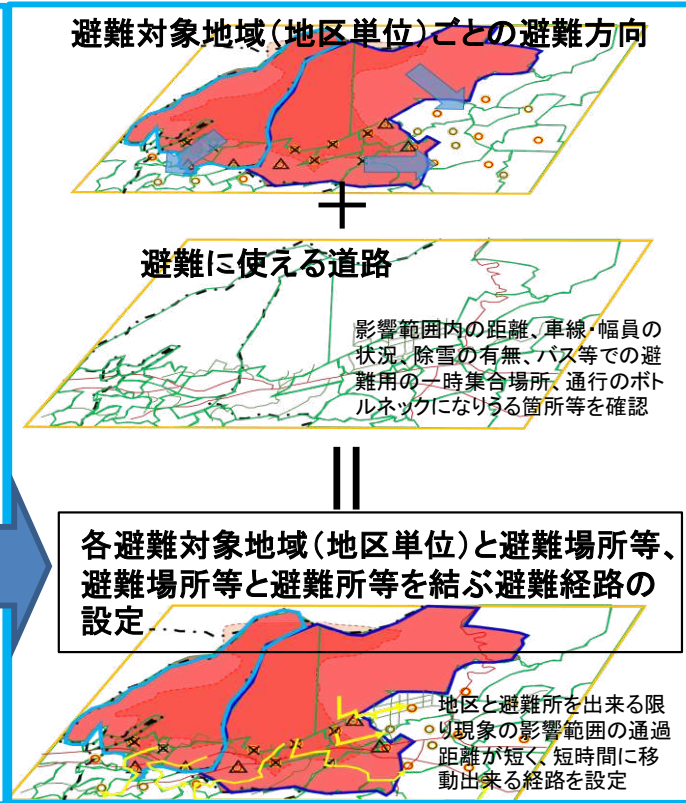 避難対象地域(地区単位)ごとの避難方向
＋
避難に使える道路
影響範囲内の距離、車線・幅員の
状況、除雪の有無、バス等での避
難用の一時集合場所、通行のボト
ルネックになりうる箇所等を確認
各避難対象地域(地区単位)と避難場所等、
避難場所等と避難所等を結ぶ避難経路の
設定
地区と避難所を出来る限
り現象の影響範囲の通過
距離が短く、短時間に移
動出来る経路を設定